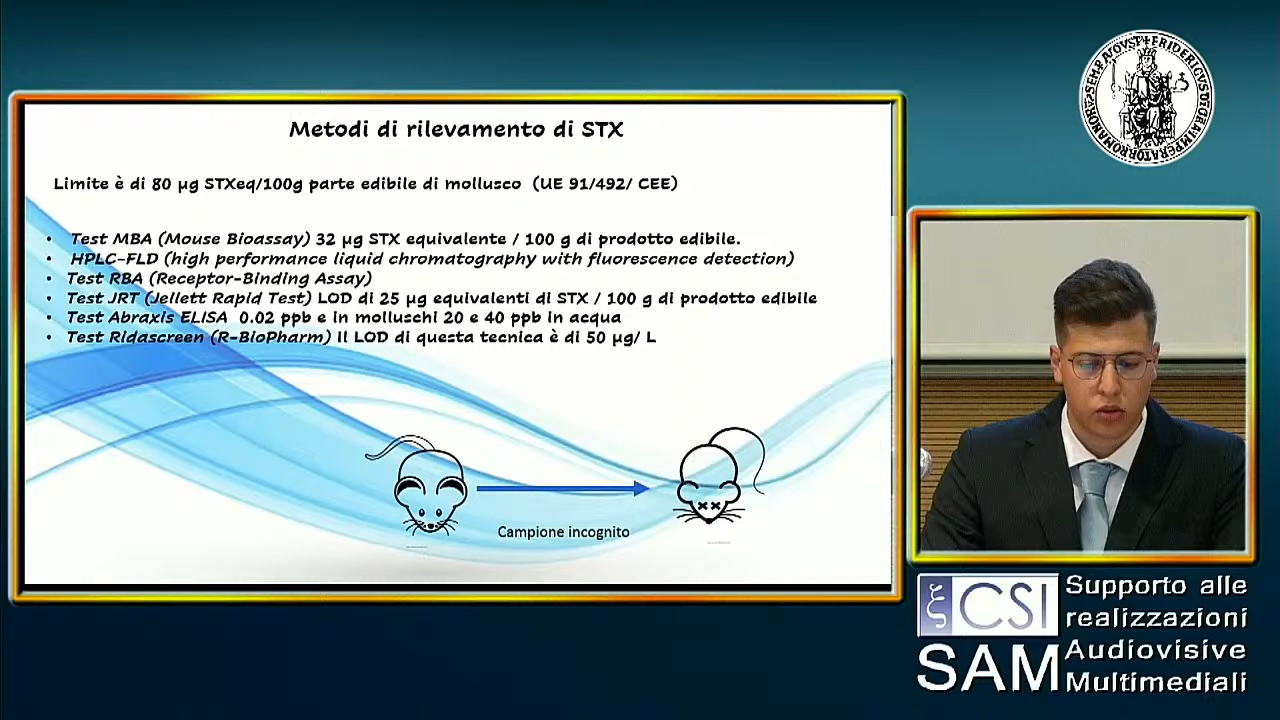 Metodi di rilevamento di STX
Limite è di 80 µg STXeq/100g parte edibile di mollusco (UE 91/492/ CEE)
• Test MBA (Mouse Bioassay) 32 µg STX equivalente / 100 g di prodotto edibile.
• HPLC-FLD (high performance liquid chromatography with fluorescence detection)
• Test RBA (Receptor-Binding Assay)
• Test JRT (Jellett Rapid Test) LOD di 25 µg equivalenti di STX / 100 g di prodotto edibile
• Test Abraxis ELISA 0.02 ppb e in molluschi 20 e 40 ppb in acqua
• Test Ridascreen (R-BioPharm) Il LOD di questa tecnica è di 50 µg/ L
Campione incognito
CSI
SAM
Supporto alle
realizzazioni
Audiovisive
Multimediali